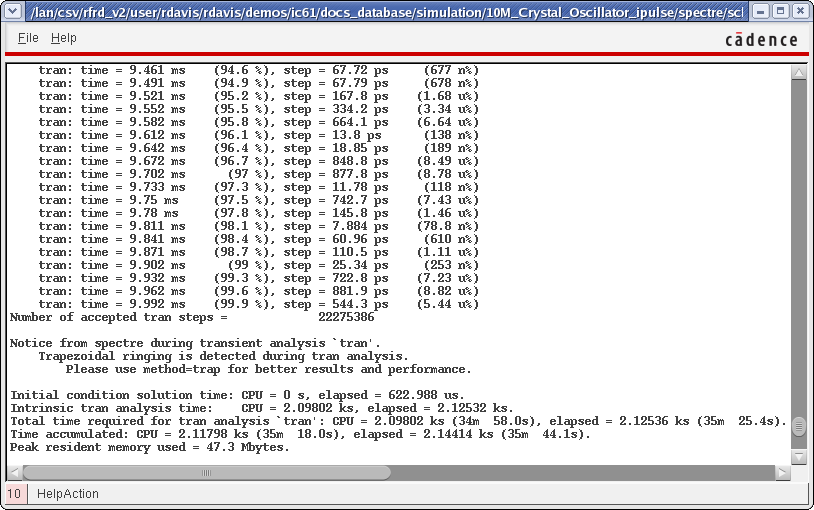 /lan/csv/rfrd_v2/user/rdavis/rdavis/demos/ic61/docs_database/simulation/10M_Crystal_Oscillator_ipulse/spectre/scl
File Help
cādence
tran: time = 9.461 ms (94.6 %), step = 67.72 ps (677 n%)
tran: time = 9.491 ms (94.9 %), step = 67.79 ps (678 n%)
tran: time = 9.521 ms (95.2 %), step = 167.8 ps (1.68 u%)
tran: time = 9.552 ms (95.5 %), step = 334.2 ps (3.34 u%)
tran: time = 9.582 ms (95.8 %), step = 664.1 ps (6.64 u%)
tran: time = 9.612 ms (96.1 %), step = 13.8 ps (138 n%)
tran: time = 9.642 ms (96.4 %), step = 18.85 ps (189 n%)
tran: time = 9.672 ms (96.7 %), step = 848.8 ps (8.49 u%)
tran: time = 9.702 ms (97 %), step = 877.8 ps (8.78 u%)
tran: time = 9.733 ms (97.3 %), step = 11.78 ps (118 n%)
tran: time = 9.75 ms (97.5 %), step = 742.7 ps (7.43 u%)
tran: time = 9.78 ms (97.8 %), step = 145.8 ps (1.46 u%)
tran: time = 9.811 ms (98.1 %), step = 7.884 ps (78.8 n%)
tran: time = 9.841 ms (98.4 %), step = 60.96 ps (610 n%)
tran: time = 9.871 ms (98.7 %), step = 110.5 ps (1.11 u%)
tran: time = 9.902 ms (99 %), step = 25.34 ps (253 n%)
tran: time = 9.932 ms (99.3 %), step = 722.8 ps (7.23 u%)
tran: time = 9.962 ms (99.6 %), step = 881.9 ps (8.82 u%)
tran: time = 9.992 ms (99.9 %), step = 544.3 ps (5.44 u%)
Number of accepted tran steps = 22275386
Notice from spectre during transient analysis `tran'.
Trapezoidal ringing is detected during tran analysis.
Please use method=trap for better results and performance.
Initial condition solution time: CPU = 0 s, elapsed = 622.988 us.
Intrinsic tran analysis time: CPU = 2.09802 ks, elapsed = 2.12532 ks.
Total time required for tran analysis `tran': CPU = 2.09802 ks (34m 58.0s), elapsed = 2.12536 ks (35m 25.4s).
Time accumulated: CPU = 2.11798 ks (35m 18.0s), elapsed = 2.14414 ks (35m 44.1s).
Peak resident memory used = 47.3 Mbytes.
10 HelpAction